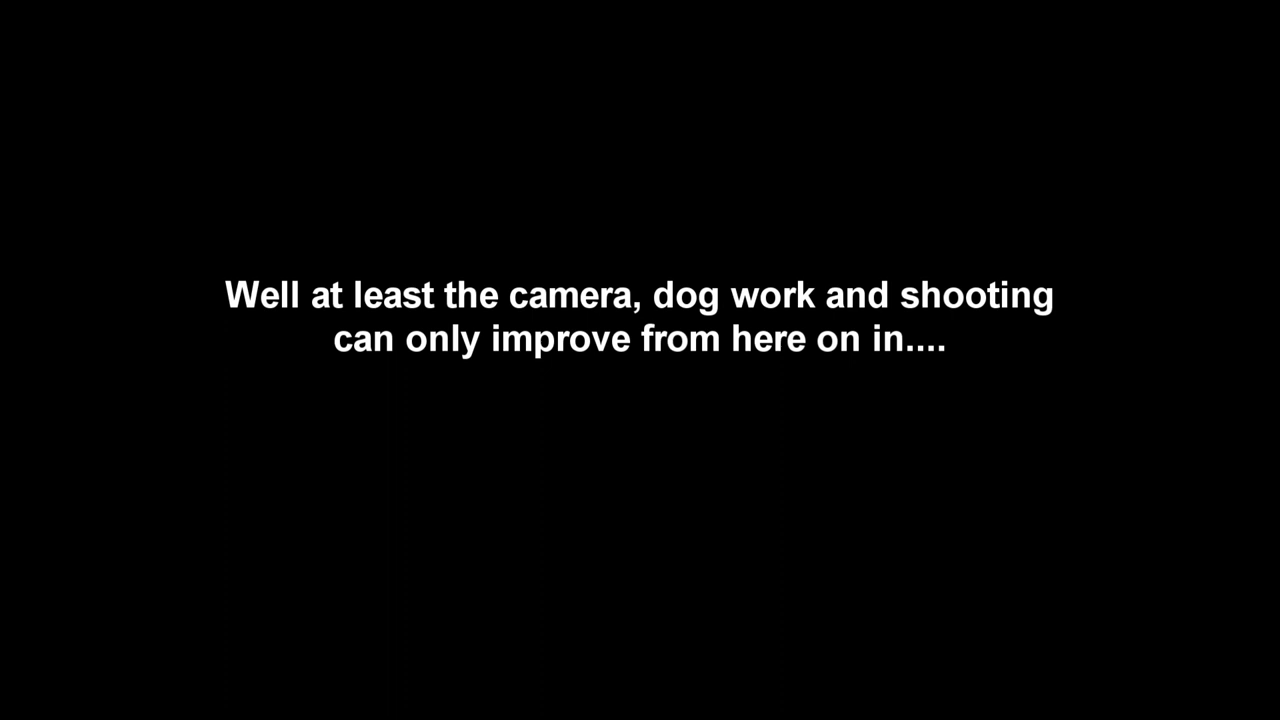 Well at least the camera, dog work and shooting
can only improve from here on in....